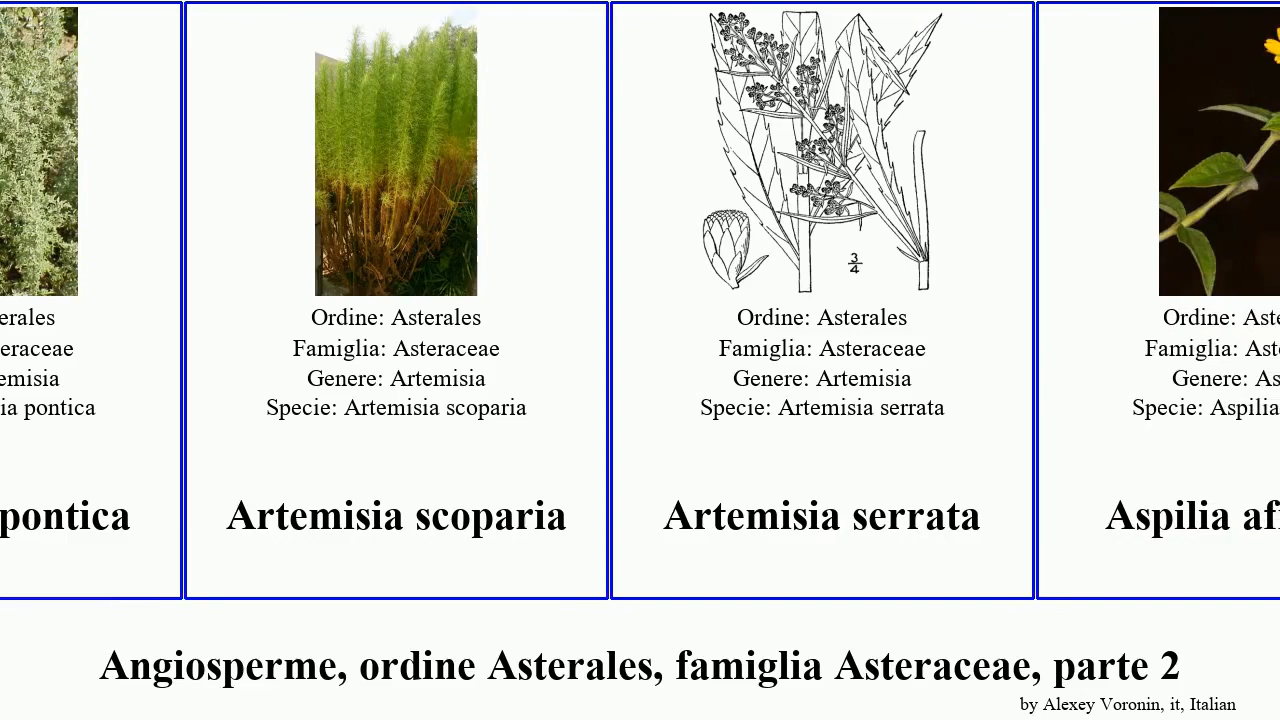 erales
eraceae
emisia
ia pontica
pontica
Ordine: Asterales
Famiglia: Asteraceae
Genere: Artemisia
Specie: Artemisia scoparia
Artemisia scoparia
3
4
Ordine: Asterales
Famiglia: Asteraceae
Genere: Artemisia
Specie: Artemisia serrata
Artemisia serrata
Ordine: Aste
Famiglia: Ast
Genere: As
Specie: Aspilia
Aspilia af
Angiosperme, ordine Asterales, famiglia Asteraceae, parte 2
by Alexey Voronin, it, Italian